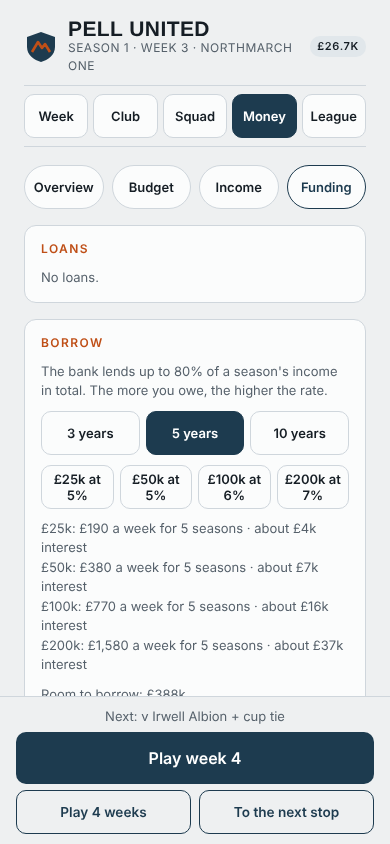 PELL UNITED
SEASON 1 · WEEK 3 · NORTHMARCH
ONE
£26.7K
Week
Club
Squad
Money
League
Overview
Budget
Income
Funding
LOANS
No loans.
BORROW
The bank lends up to 80% of a season's income
in total. The more you owe, the higher the rate.
3 years
5 years
10 years
£25k at
5%
£50k at
5%
£100k at
6%
£200k at
7%
£25k: £190 a week for 5 seasons · about £4k
interest
£50k: £380 a week for 5 seasons · about £7k
interest
£100k: £770 a week for 5 seasons · about £16k
interest
£200k: £1,580 a week for 5 seasons · about £37k
interest
Room to borrow: £388k
Next: v Irwell Albion + cup tie
Play week 4
Play 4 weeks
To the next stop